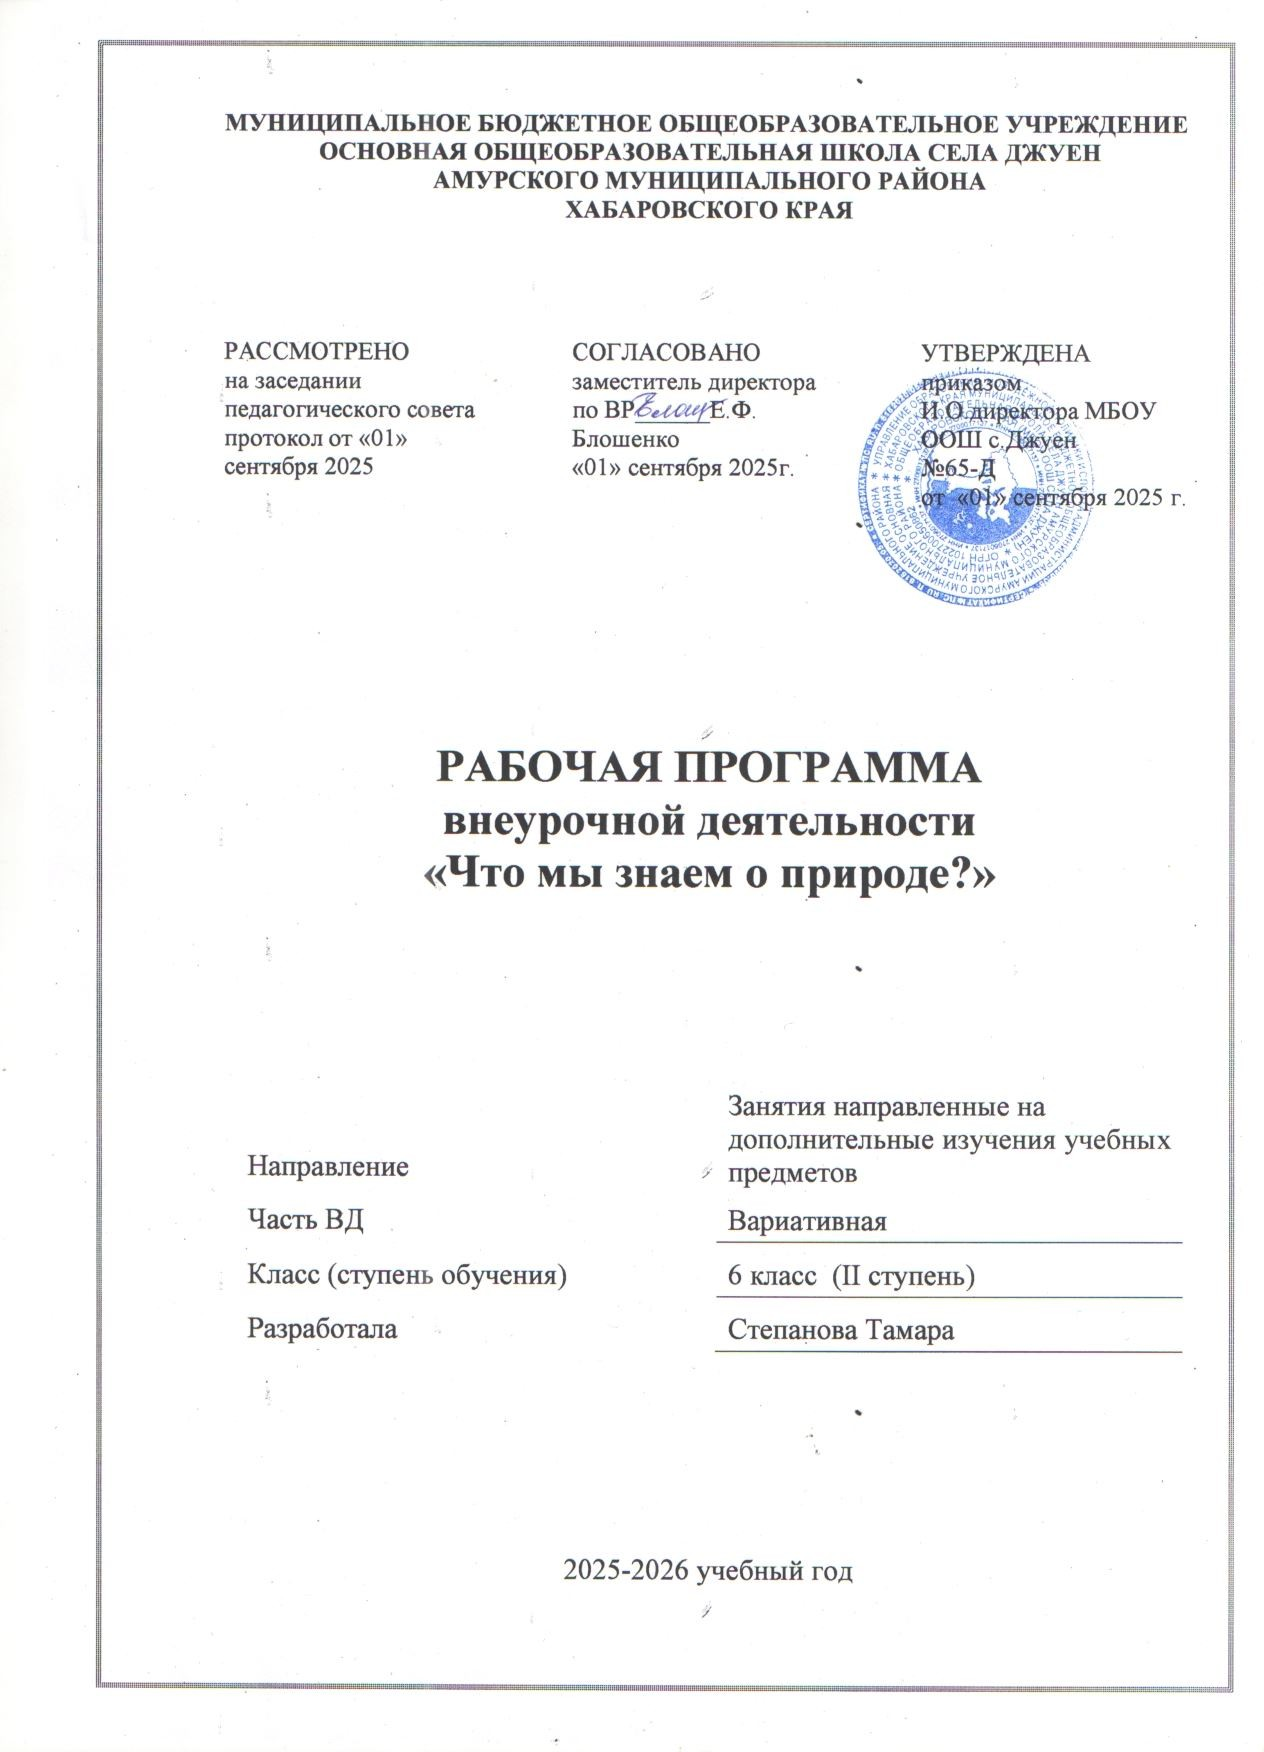 МУНИЦИПАЛЬНОЕ БЮДЖЕТНОЕ ОБЩЕОБРАЗОВАТЕЛЬНОЕ УЧРЕЖДЕНИЕ
ОСНОВНАЯ ОБЩЕОБРАЗОВАТЕЛЬНАЯ ШКОЛА СЕЛА ДЖУЕН
АМУРСКОГО МУНИЦИПАЛЬНОГО РАЙОНА
ХАБАРОВСКОГО КРАЯ
РАССМОТРЕНО
на заседании
педагогического совета
протокол от «01»
сентября 2025
СОГЛАСОВАНО
заместитель директора
по ВР Е.Ф.
Блошенко
«01» сентября 2025г.
УТВЕРЖДЕНА
приказом
И.О директора МБОУ
ООШ с.Джуен
№65-Д
от «01» сентября 2025 г.
РАБОЧАЯ ПРОГРАММА
внеурочной деятельности
«Что мы знаем о природе?»
Направление
Занятия направленные на
дополнительные изучения учебных
предметов
Часть ВД
Вариативная
Класс (ступень обучения)
6 класс (II ступень)
Разработала
Степанова Тамара
2025-2026 учебный год